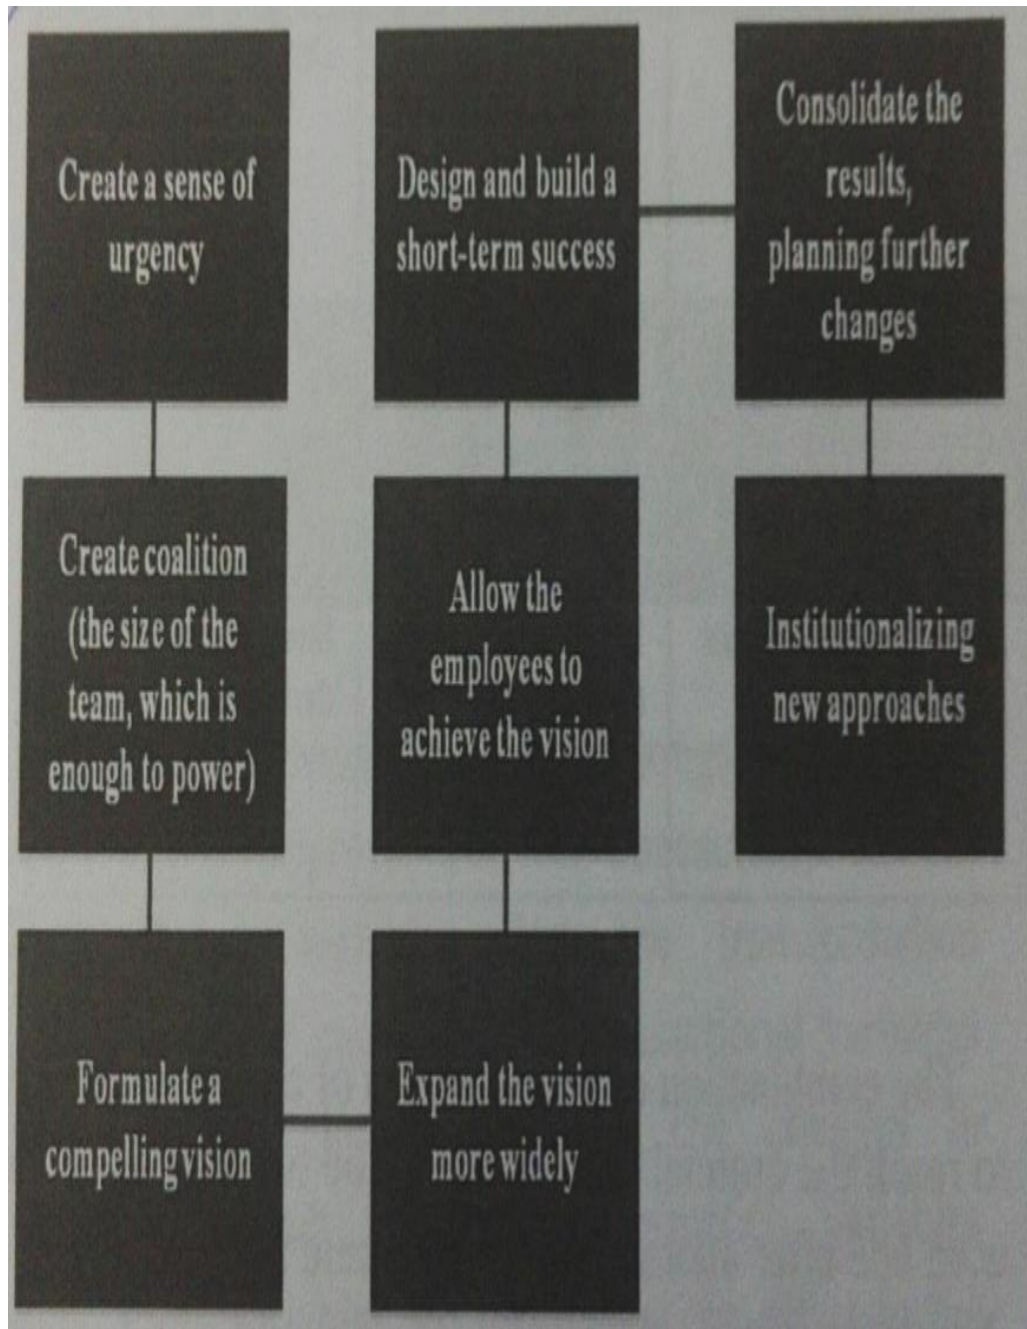 Create a sense of
urgency
Create coalition
(the size of the
team, which is
enough to power)
Formulate a
compelling vision
Expand the vision
more widely
Allow the
employees to
achieve the vision
Design and build a
short-term success
Consolidate the
results,
planning further
changes
Institutionalizing
new approaches